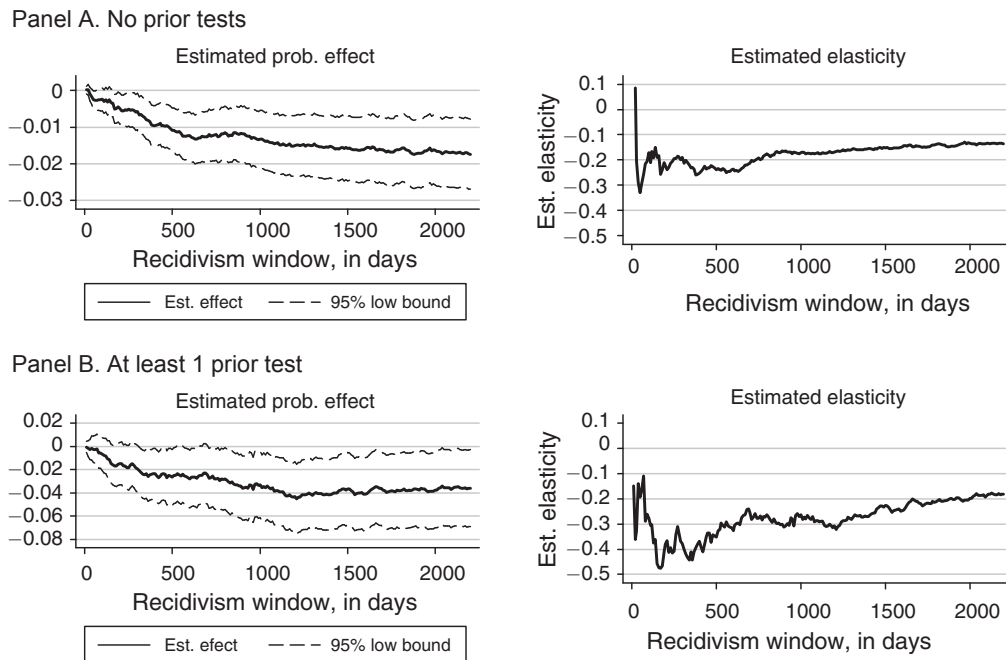 Panel A. No prior tests
Estimated prob. effect
0
−0.01
−0.02
−0.03
0 500 1000 1500 2000
Recidivism window, in days
Est. effect 95% low bound
Estimated elasticity
Est. elasticity
0.1
0
−0.1
−0.2
−0.3
−0.4
−0.5
0 500 1000 1500 2000
Recidivism window, in days
Panel B. At least 1 prior test
Estimated prob. effect
0.02
0
−0.02
−0.04
−0.06
−0.08
0 500 1000 1500 2000
Recidivism window, in days
Est. effect 95% low bound
Estimated elasticity
Est. elasticity
0.1
0
−0.1
−0.2
−0.3
−0.4
−0.5
0 500 1000 1500 2000
Recidivism window, in days